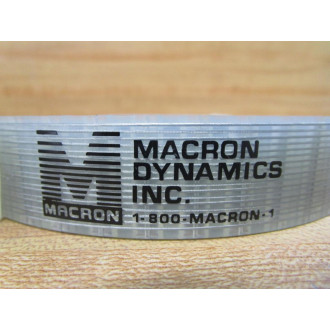 M
MACRON
MACRON
DYNAMICS
INC.
1-800-MACRON-1